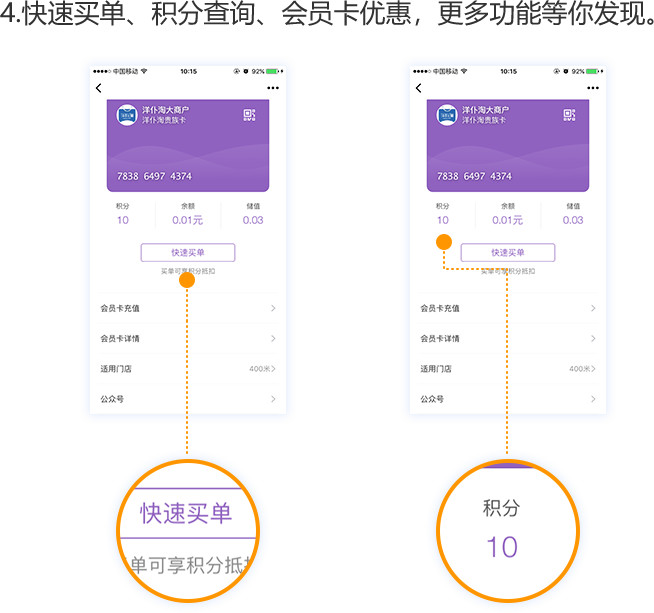 4.快速买单、积分查询、会员卡优惠，更多功能等你发现。
中国移动 10:15 92%
洋仆淘大商户
洋仆淘贵族卡
7838 6497 4374
积分 余额 储值
10 0.01元 0.03
快速买单
买单可享积分抵扣
会员卡充值
会员卡详情
适用门店 400米
公众号
中国移动 10:15 92%
洋仆淘大商户
洋仆淘贵族卡
7838 6497 4374
积分 余额 储值
10 0.01元 0.03
快速买单
买单可享积分抵扣
会员卡充值
会员卡详情
适用门店 400米
公众号
快速买单
单可享积分抵
积分
10